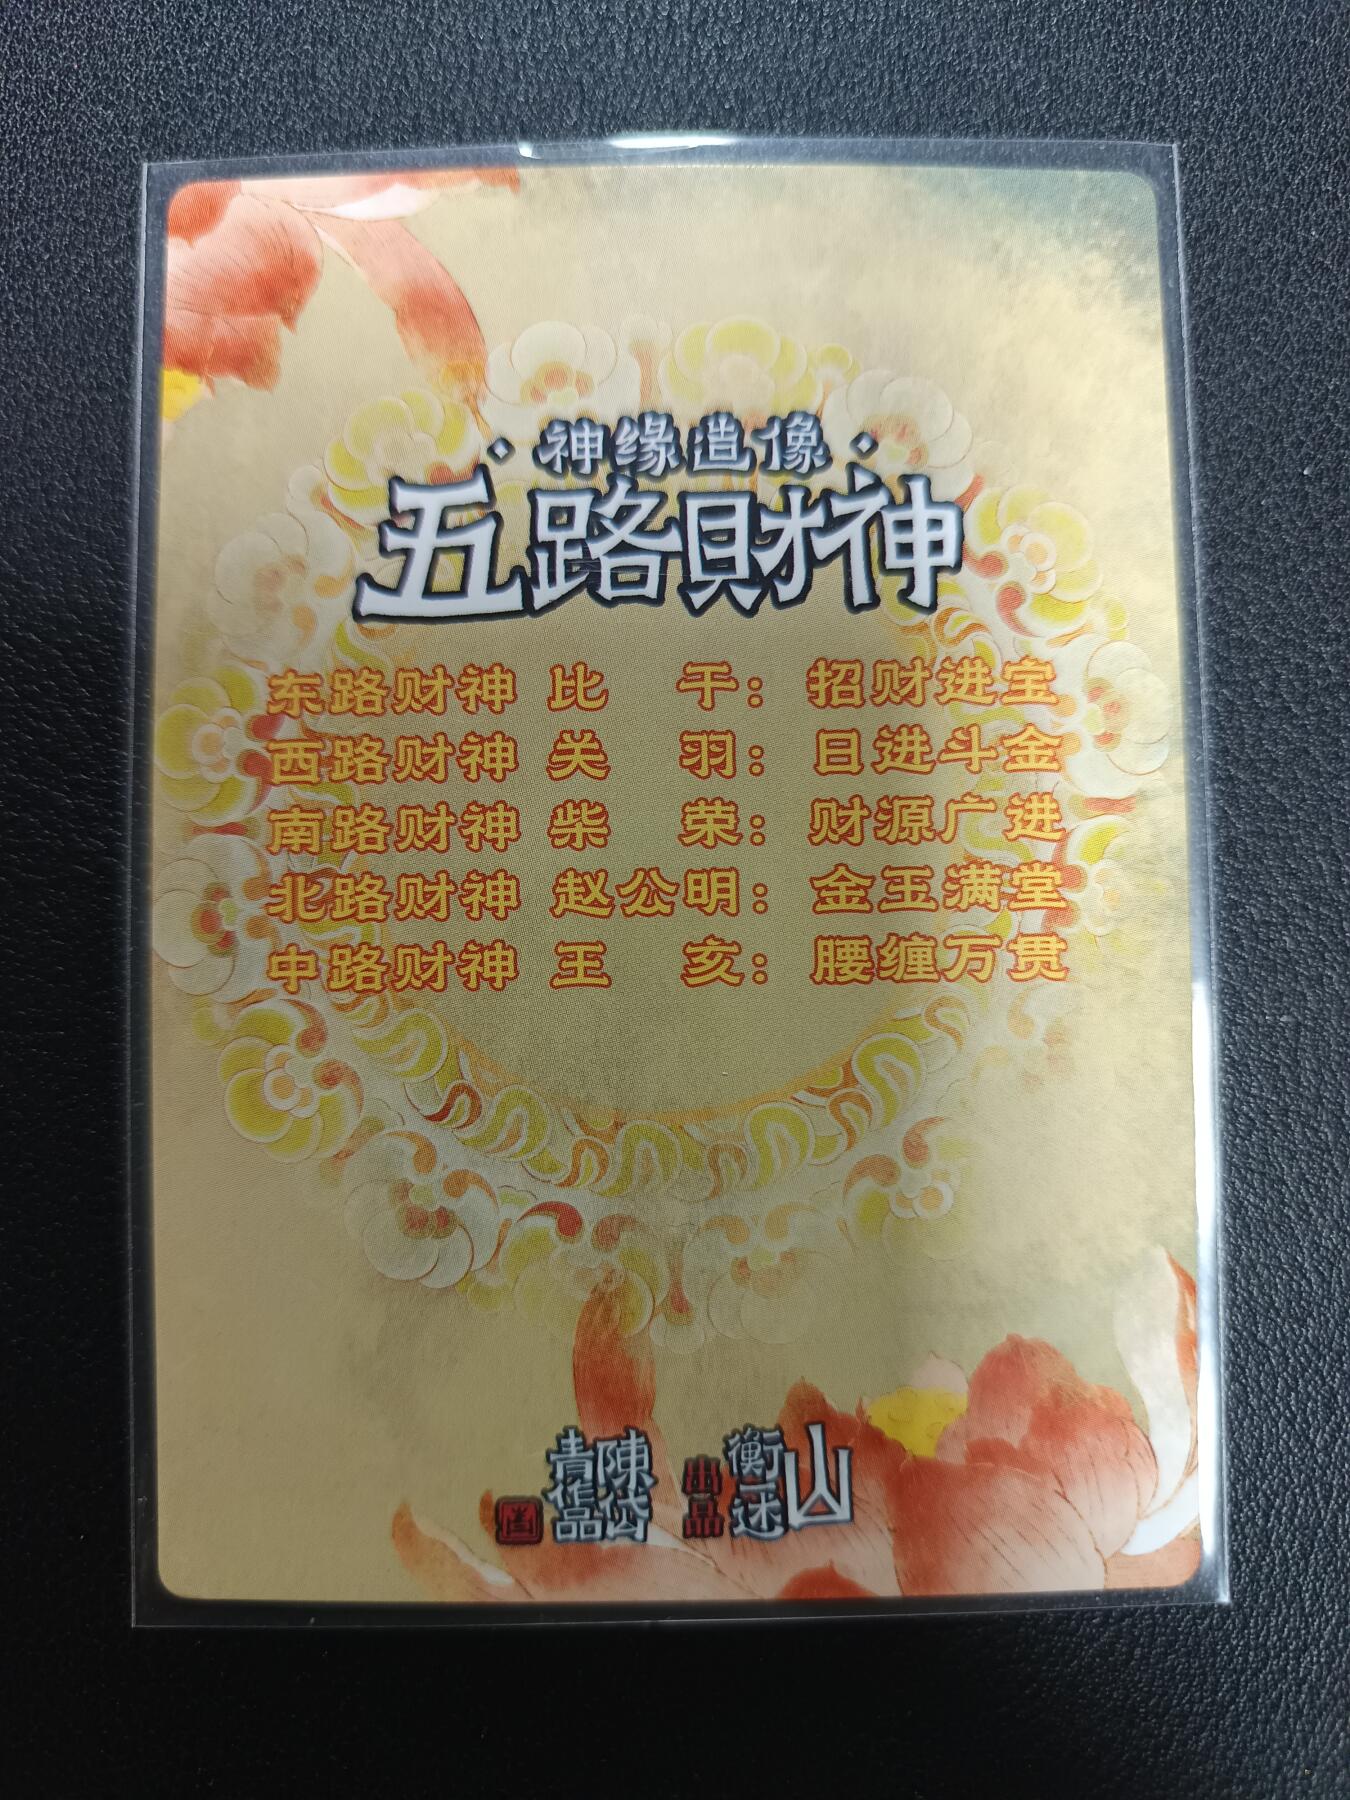 ·神缘造像·
五路財神
东路财神 比 干：招财进宝
西路财神 关 羽：日进斗金
南路财神 柴 荣：财源广进
北路财神 赵公明：金玉满堂
中路财神 王 亥：腰缠万贯
陳岱青作品
山衡述出品